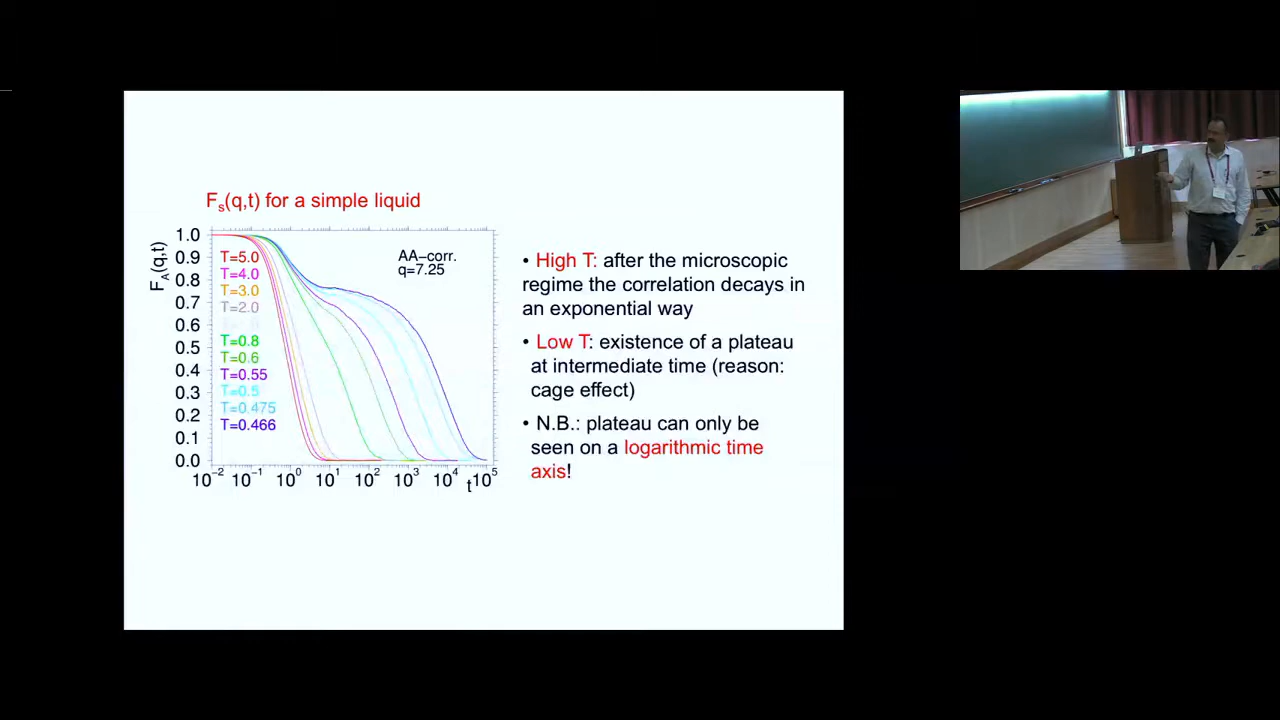 Fs(q,t) for a simple liquid
FA(q,t)
1.0
0.9
0.8
0.7
0.6
0.5
0.4
0.3
0.2
0.1
0.0
T=5.0
T=4.0
T=3.0
T=2.0
T=0.8
T=0.6
T=0.55
T=0.5
T=0.475
T=0.466
AA−corr.
q=7.25
10−2 10−1 100 101 102 103 104 t 105
• High T: after the microscopic
regime the correlation decays in
an exponential way
• Low T: existence of a plateau
at intermediate time (reason:
cage effect)
• N.B.: plateau can only be
seen on a logarithmic time
axis!